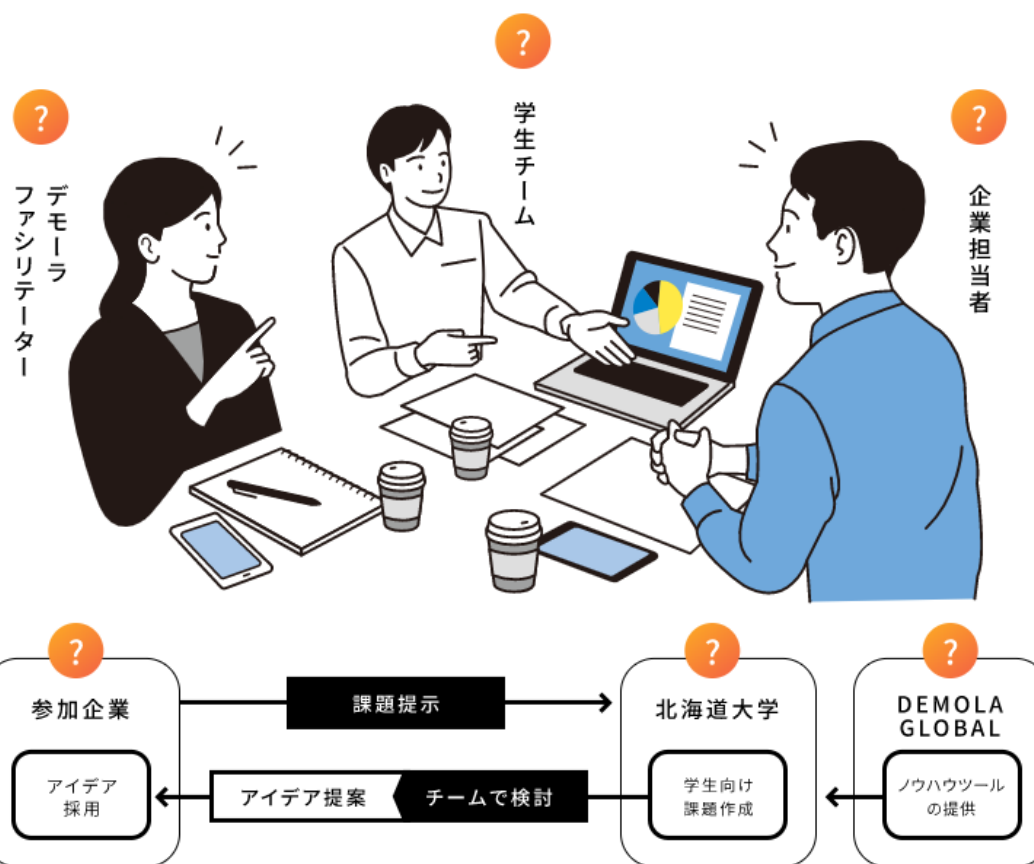 ?
学生チーム
?
デモーラ
ファシリテーター
?
企業担当者
?
参加企業
アイデア
採用
課題提示
アイデア提案
チームで検討
?
北海道大学
学生向け
課題作成
?
DEMOLA
GLOBAL
ノウハウツール
の提供